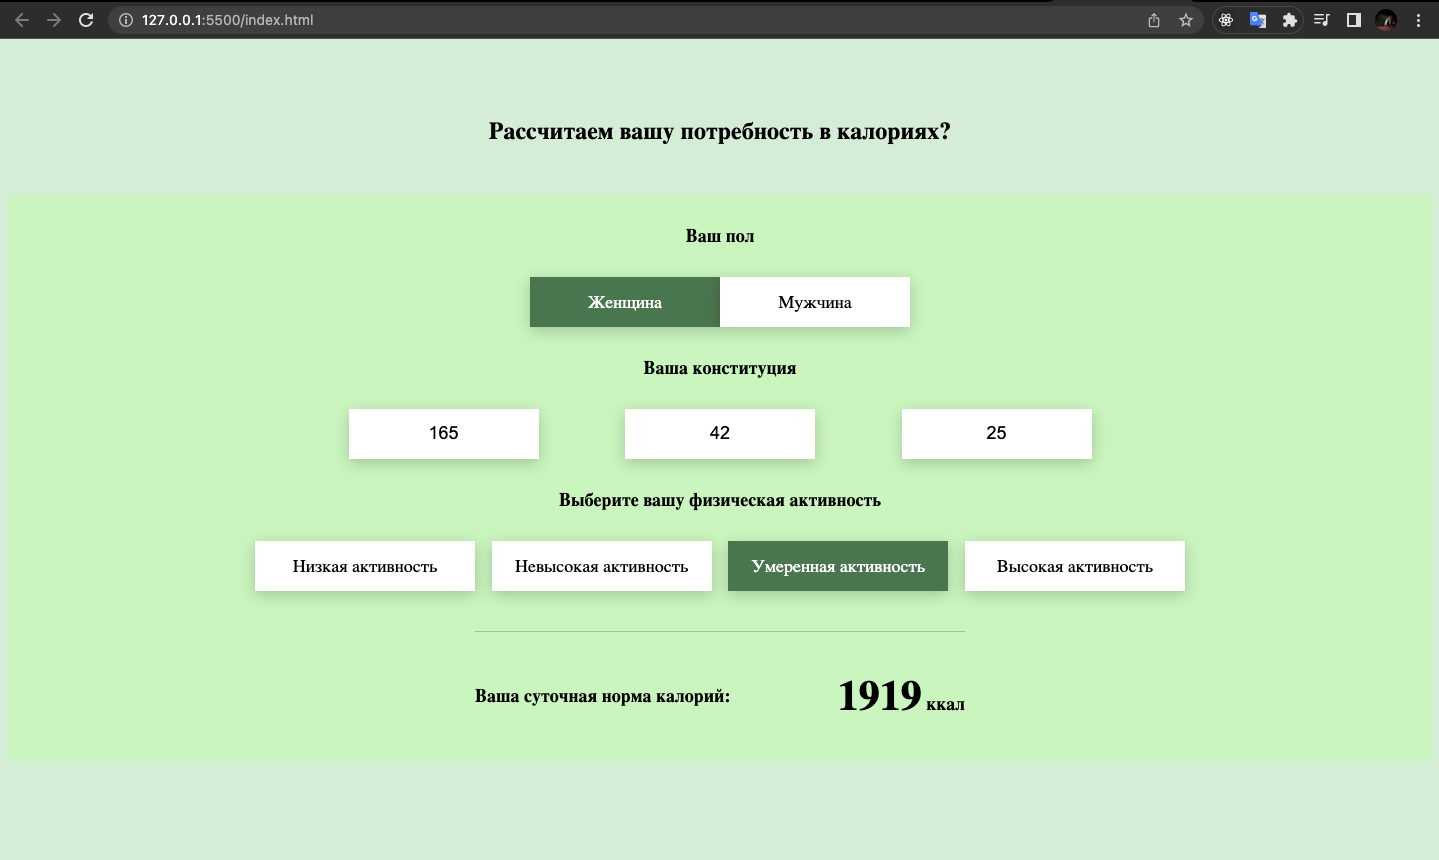 127.0.0.1:5500/index.html
Рассчитаем вашу потребность в калориях?
Ваш пол
Женщина Мужчина
Ваша конституция
165 42 25
Выберите вашу физическая активность
Низкая активность Невысокая активность Умеренная активность Высокая активность
Ваша суточная норма калорий: 1919 ккал